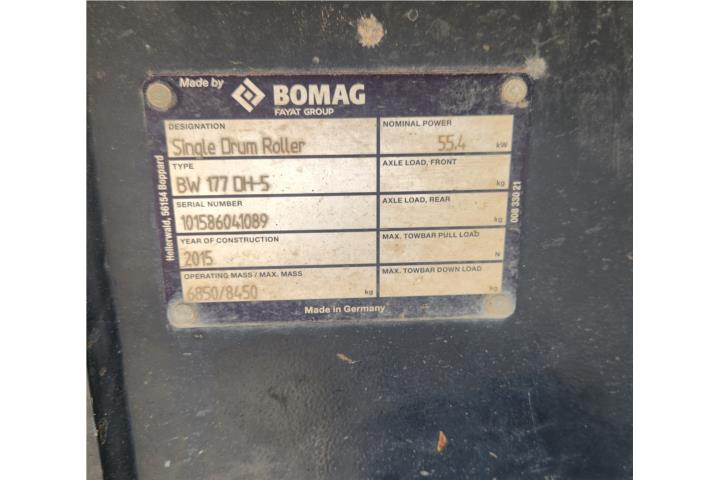 Made by BOMAG
FAYAT GROUP
DESIGNATION
Single Drum Roller
NOMINAL POWER
55.4 kW
TYPE
BW 177 DH-5
AXLE LOAD, FRONT
kg
SERIAL NUMBER
101586041089
AXLE LOAD, REAR
kg
YEAR OF CONSTRUCTION
2015
MAX. TOWBAR PULL LOAD
N
OPERATING MASS / MAX. MASS
6850/8450 kg
MAX. TOWBAR DOWN LOAD
kg
Made in Germany
Hellerwald, 56154 Boppard
008 330 21